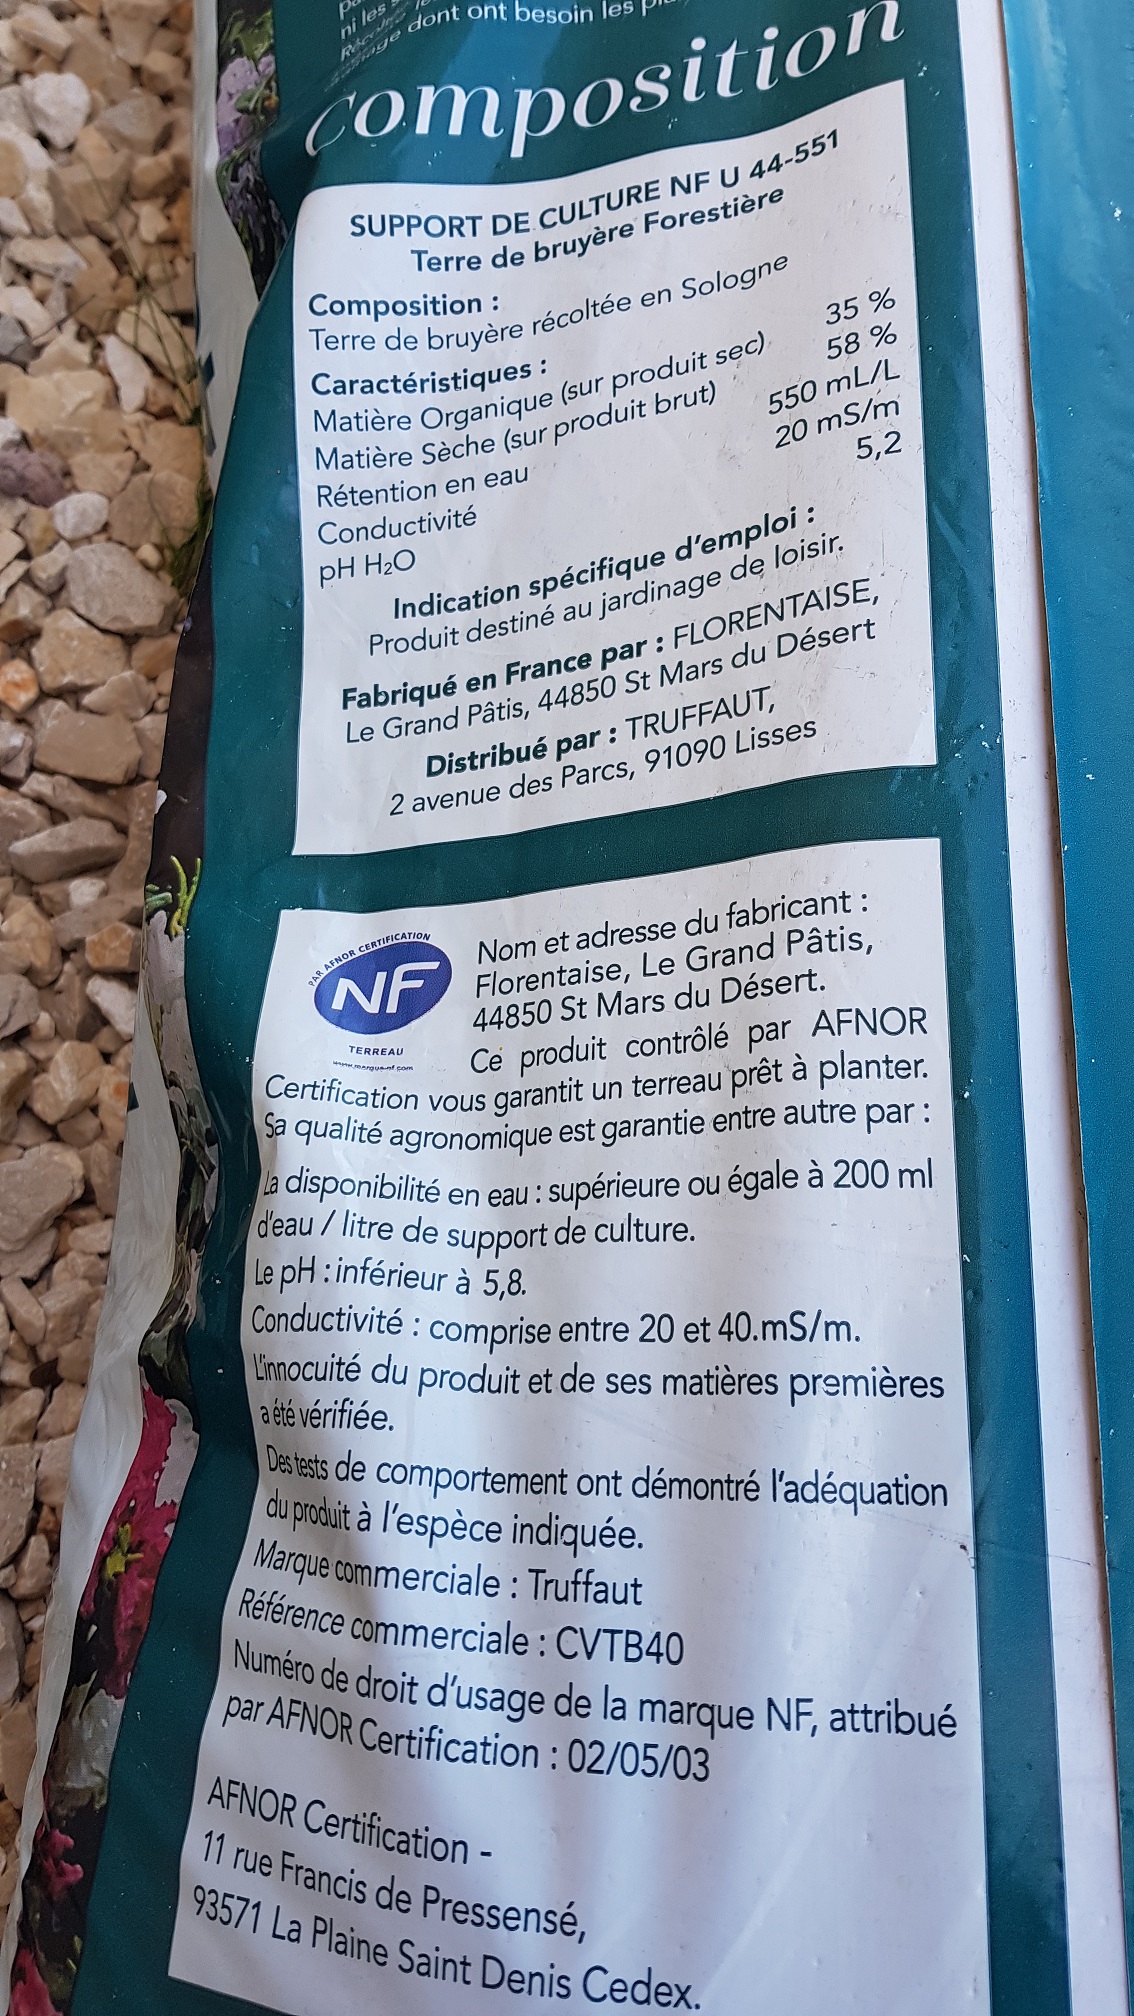 ni les
dont ont besoin les
Composition
SUPPORT DE CULTURE NF U 44-551
Terre de bruyère Forestière
Composition :
Terre de bruyère récoltée en Sologne
Caractéristiques :
Matière Organique (sur produit sec) 35 %
Matière Sèche (sur produit brut) 58 %
Rétention en eau 550 mL/L
Conductivité 20 mS/m
pH H₂O 5,2
Indication spécifique d'emploi :
Produit destiné au jardinage de loisir.
Fabriqué en France par : FLORENTAISE,
Le Grand Pâtis, 44850 St Mars du Désert
Distribué par : TRUFFAUT,
2 avenue des Parcs, 91090 Lisses
PAR AFNOR CERTIFICATION
NF
TERREAU
www.marque-nf.com
Nom et adresse du fabricant :
Florentaise, Le Grand Pâtis,
44850 St Mars du Désert.
Ce produit contrôlé par AFNOR
Certification vous garantit un terreau prêt à planter.
Sa qualité agronomique est garantie entre autre par :
La disponibilité en eau : supérieure ou égale à 200 ml
d'eau / litre de support de culture.
Le pH : inférieur à 5,8.
Conductivité : comprise entre 20 et 40.mS/m.
L'innocuité du produit et de ses matières premières
a été vérifiée.
Des tests de comportement ont démontré l'adéquation
du produit à l'espèce indiquée.
Marque commerciale : Truffaut
Référence commerciale : CVTB40
Numéro de droit d'usage de la marque NF, attribué
par AFNOR Certification : 02/05/03
AFNOR Certification -
11 rue Francis de Pressensé,
93571 La Plaine Saint Denis Cedex.